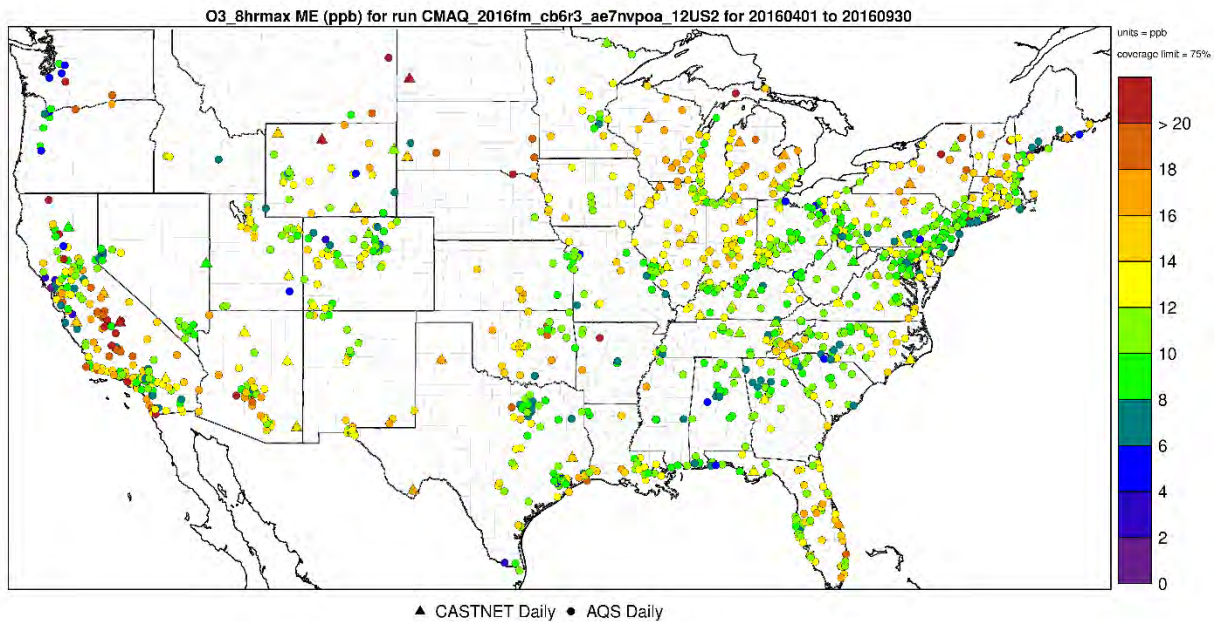 O3_8hrmax ME (ppb) for run CMAQ_2016fm_cb6r3_ae7nvpoa_12US2 for 20160401 to 20160930
units = ppb
coverage limit = 75%
> 20
18
16
14
12
10
8
6
4
2
0
▲ CASTNET Daily ● AQS Daily